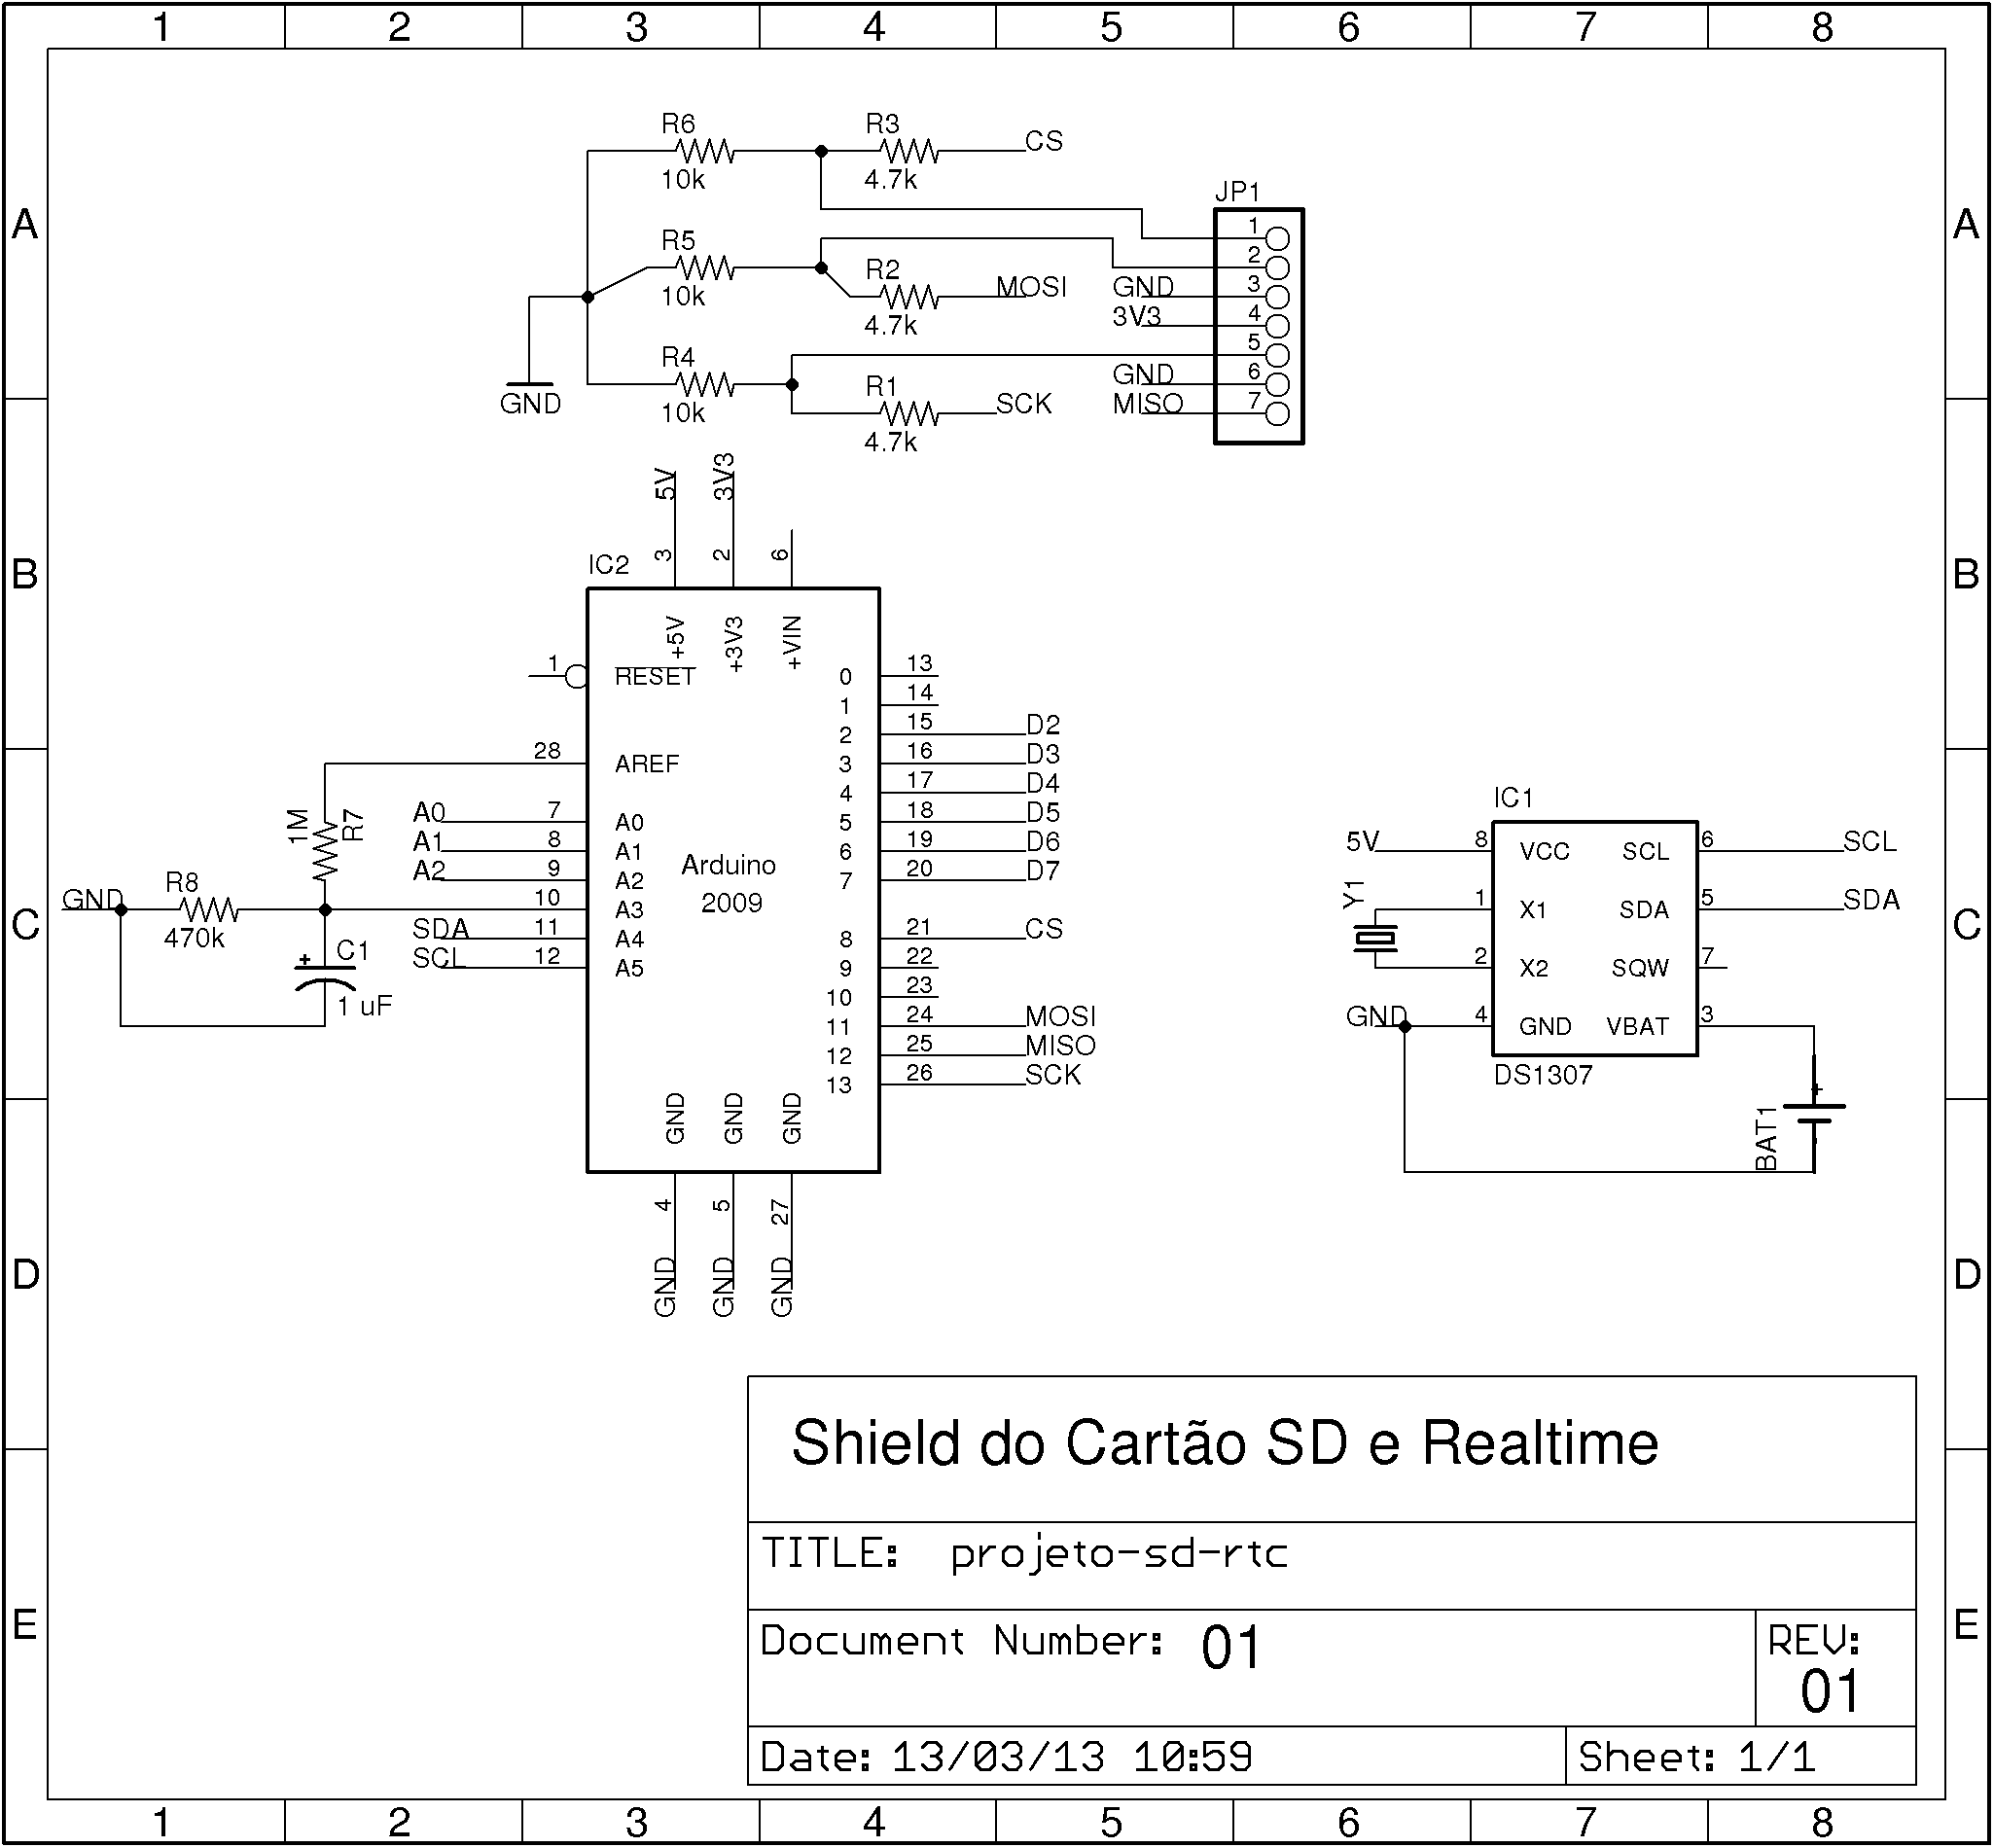 1 2 3 4 5 6 7 8
A A
B B
C C
D D
E E
R6
10k
R3
4.7k
CS
R5
10k
R2
4.7k
MOSI
R4
10k
R1
4.7k
SCK
GND
JP1
1
2
GND 3
3V3 4
5
GND 6
MISO 7
5V 3V3
3 2 6
IC2
+5V +3V3 +VIN
1 RESET 0 13
1 14
2 15 D2
28 AREF 3 16 D3
4 17 D4
A0 7 A0 5 18 D5
A1 8 A1 6 19 D6
A2 9 A2 7 20 D7
10 A3
SDA 11 A4 8 21 CS
SCL 12 A5 9 22
10 23
11 24 MOSI
12 25 MISO
13 26 SCK
Arduino
2009
GND GND GND
4 5 27
GND GND GND
1M
R7
GND
R8
470k
C1
+
1 uF
IC1
5V 8 VCC SCL 6 SCL
Y1
1 X1 SDA 5 SDA
2 X2 SQW 7
GND 4 GND VBAT 3
DS1307
+
BAT1
Shield do Cartão SD e Realtime
TITLE: projeto-sd-rtc
Document Number: 01
REV:
01
Date: 13/03/13 10:59
Sheet: 1/1
1 2 3 4 5 6 7 8